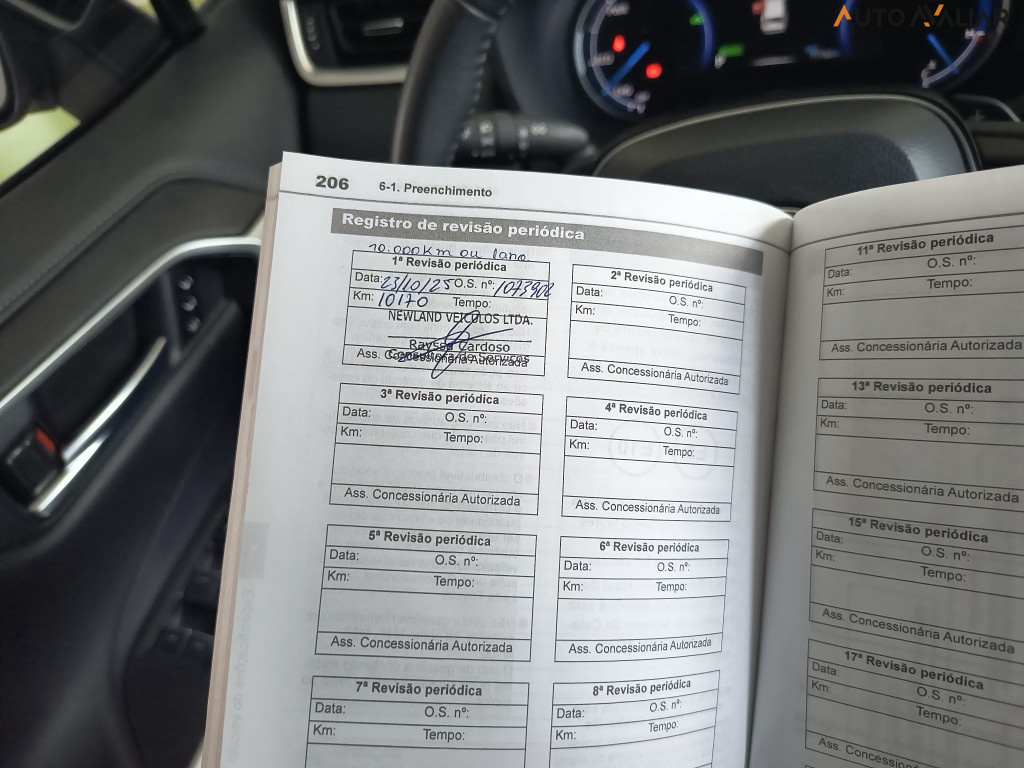 AUTO AVALIAR
206 6-1. Preenchimento
Registro de revisão periódica
10.000Km ou 1ano
1ª Revisão periódica
Data: 23/10/25 O.S. nº:
Km: 10170 Tempo:
NEWLAND VEICULOS LTDA.
Rayssa Cardoso
Consultora de Serviços
Ass. Concessionária Autorizada
2ª Revisão periódica
Data: O.S. nº:
Km: Tempo:
Ass. Concessionária Autorizada
3ª Revisão periódica
Data: O.S. nº:
Km: Tempo:
Ass. Concessionária Autorizada
4ª Revisão periódica
Data: O.S. nº:
Km: Tempo:
Ass. Concessionária Autorizada
5ª Revisão periódica
Data: O.S. nº:
Km: Tempo:
Ass. Concessionária Autorizada
6ª Revisão periódica
Data: O.S. nº:
Km: Tempo:
Ass. Concessionária Autorizada
7ª Revisão periódica
Data: O.S. nº:
Km: Tempo:
8ª Revisão periódica
Data: O.S. nº:
Km: Tempo:
11ª Revisão periódica
Data: O.S. nº:
Km: Tempo:
Ass. Concessionária Autorizada
13ª Revisão periódica
Data: O.S. nº:
Km: Tempo:
Ass. Concessionária Autorizada
15ª Revisão periódica
Data: O.S. nº:
Km: Tempo:
Ass. Concessionária Autorizada
17ª Revisão periódica
Data: O.S. nº:
Km: Tempo:
Ass. Concessionária Autorizada